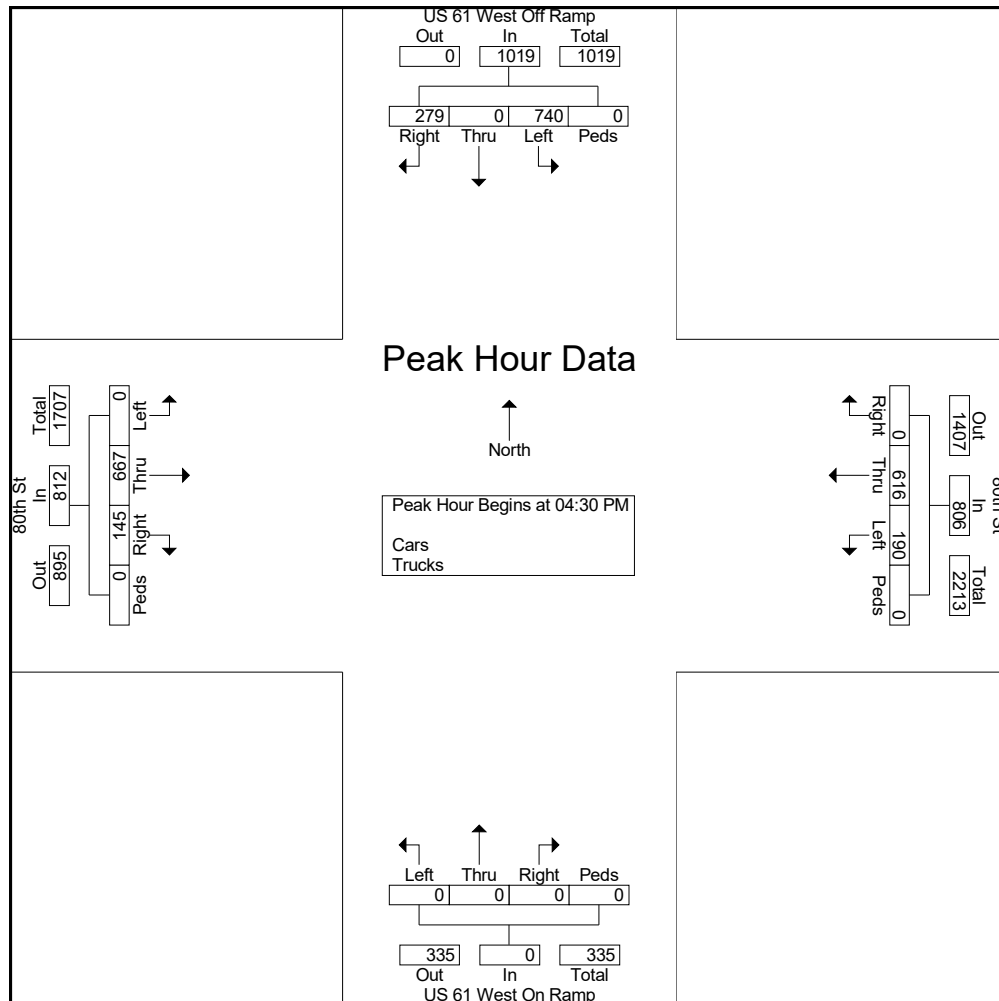 US 61 West Off Ramp
Out In Total
0 1019 1019
279 0 740 0
Right Thru Left Peds
Peak Hour Data
North
Peak Hour Begins at 04:30 PM
Cars
Trucks
80th St
Out In Total
895 812 1707
Left Thru Right Peds
0 667 145 0
80th St
Out In Total
1407 806 2213
Right Thru Left Peds
0 616 190 0
Left Thru Right Peds
0 0 0 0
335 0 335
Out In Total
US 61 West On Ramp